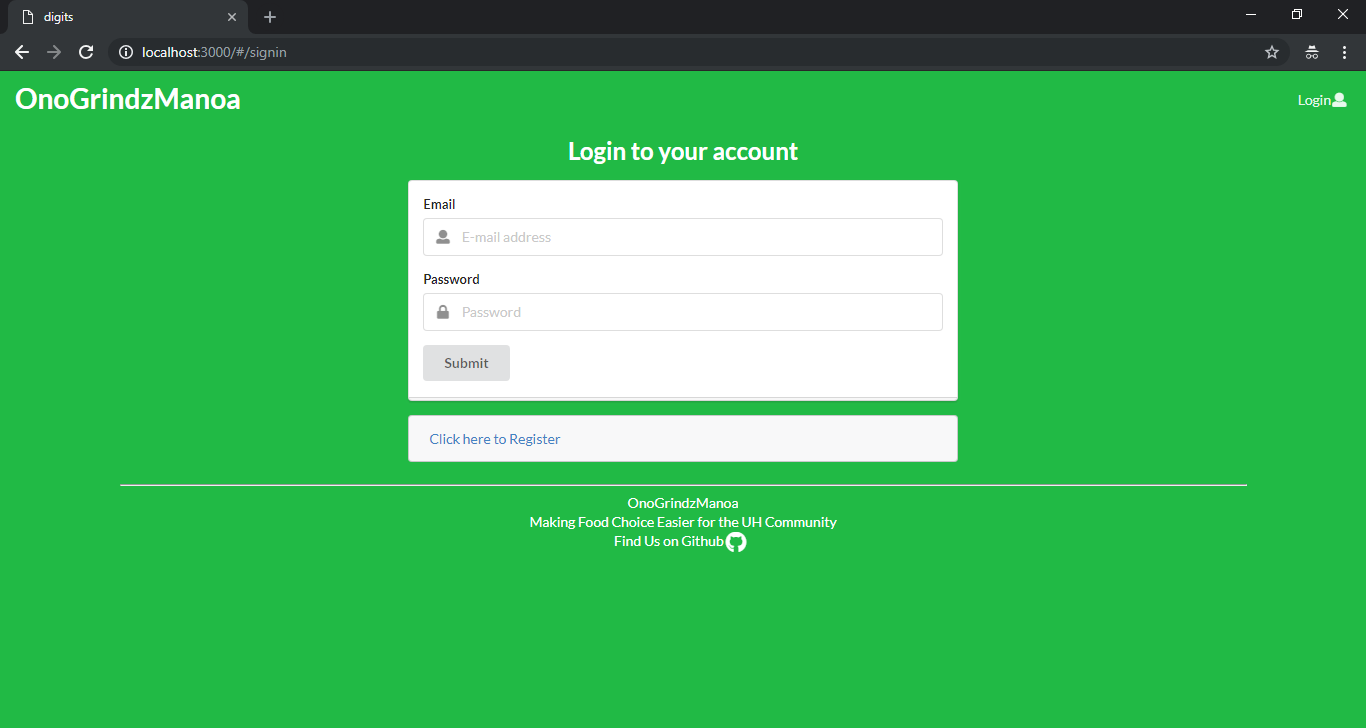 digits
localhost:3000/#/signin
OnoGrindzManoa
Login
Login to your account
Email
E-mail address
Password
Password
Submit
Click here to Register
OnoGrindzManoa
Making Food Choice Easier for the UH Community
Find Us on Github